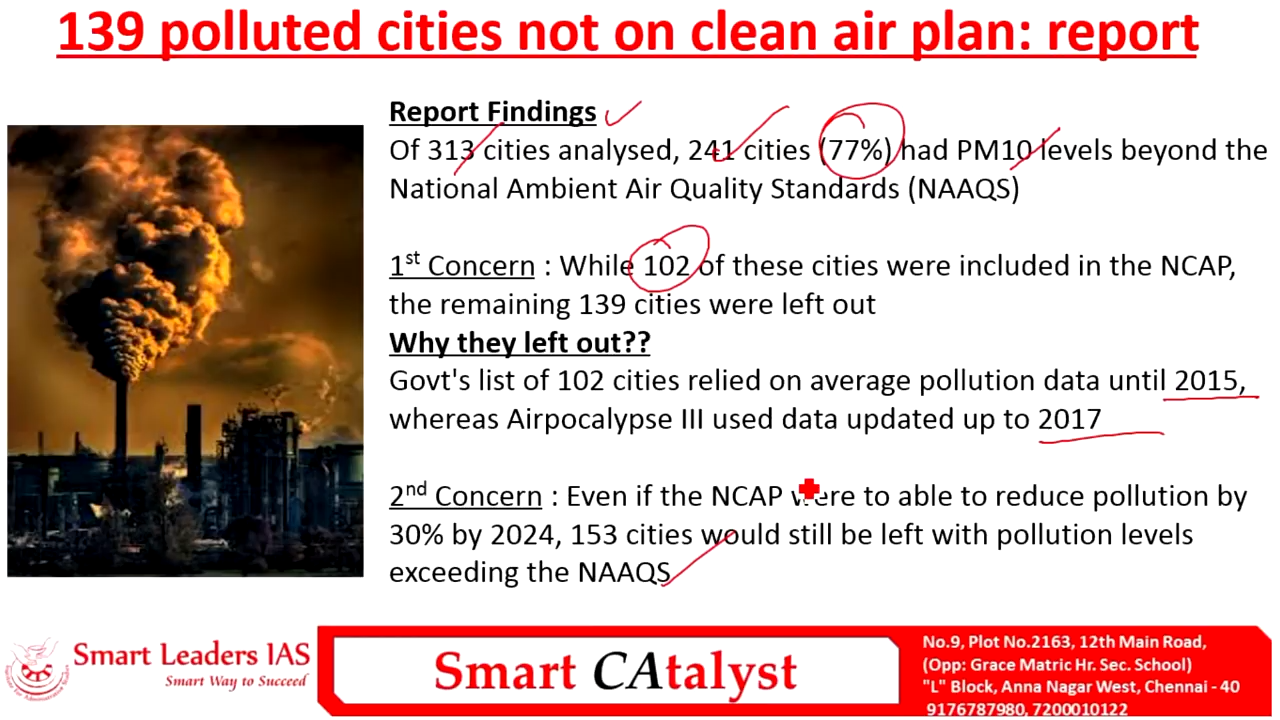 139 polluted cities not on clean air plan: report
Report Findings
Of 313 cities analysed, 241 cities (77%) had PM10 levels beyond the
National Ambient Air Quality Standards (NAAQS)
1st Concern : While 102 of these cities were included in the NCAP,
the remaining 139 cities were left out
Why they left out??
Govt's list of 102 cities relied on average pollution data until 2015,
whereas Airpocalypse III used data updated up to 2017
2nd Concern : Even if the NCAP were to able to reduce pollution by
30% by 2024, 153 cities would still be left with pollution levels
exceeding the NAAQS
Smart Leaders IAS
Smart Way to Succeed
Smart CAtalyst
No.9, Plot No.2163, 12th Main Road,
(Opp: Grace Matric Hr. Sec. School)
"L" Block, Anna Nagar West, Chennai - 40
9176787980, 7200010122